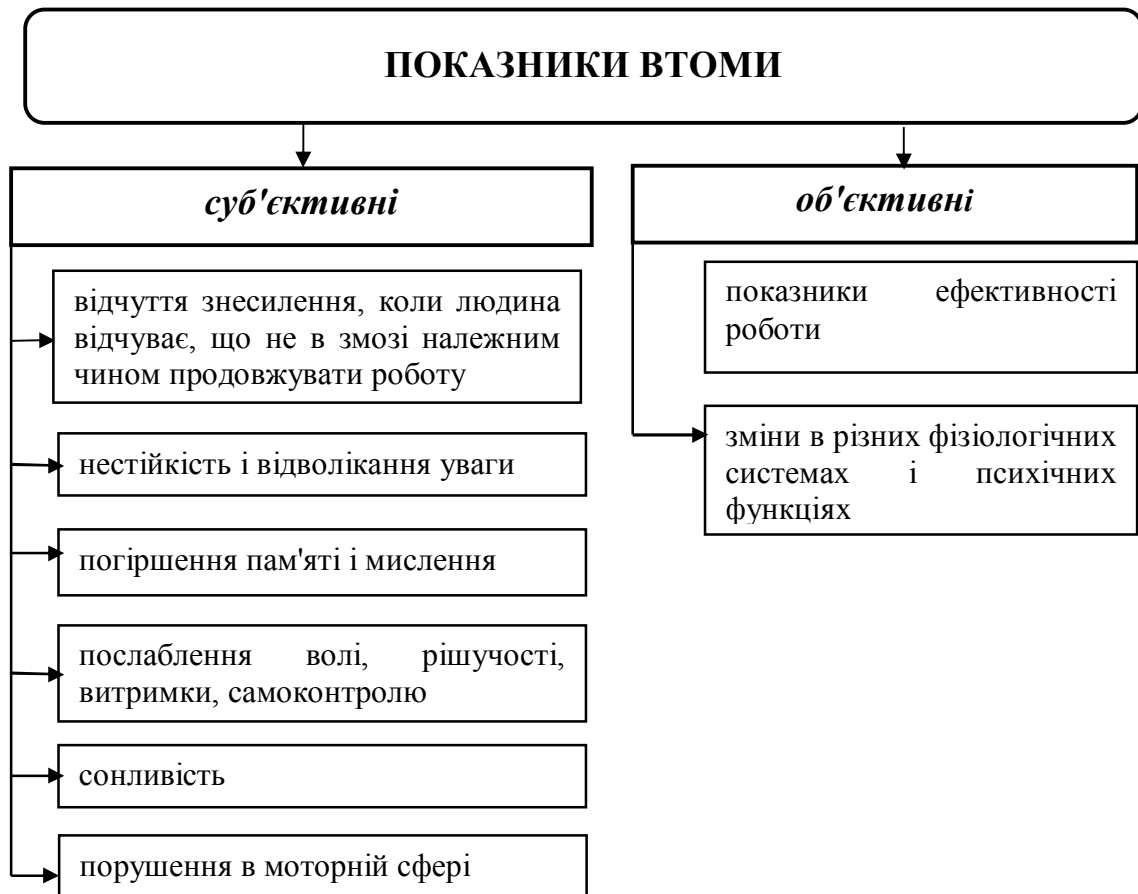 ПОКАЗНИКИ ВТОМИ
суб'єктивні
відчуття знесилення, коли людина
відчуває, що не в змозі належним
чином продовжувати роботу
нестійкість і відволікання уваги
погіршення пам'яті і мислення
послаблення волі, рішучості,
витримки, самоконтролю
сонливість
порушення в моторній сфері
об'єктивні
показники ефективності
роботи
зміни в різних фізіологічних
системах і психічних
функціях